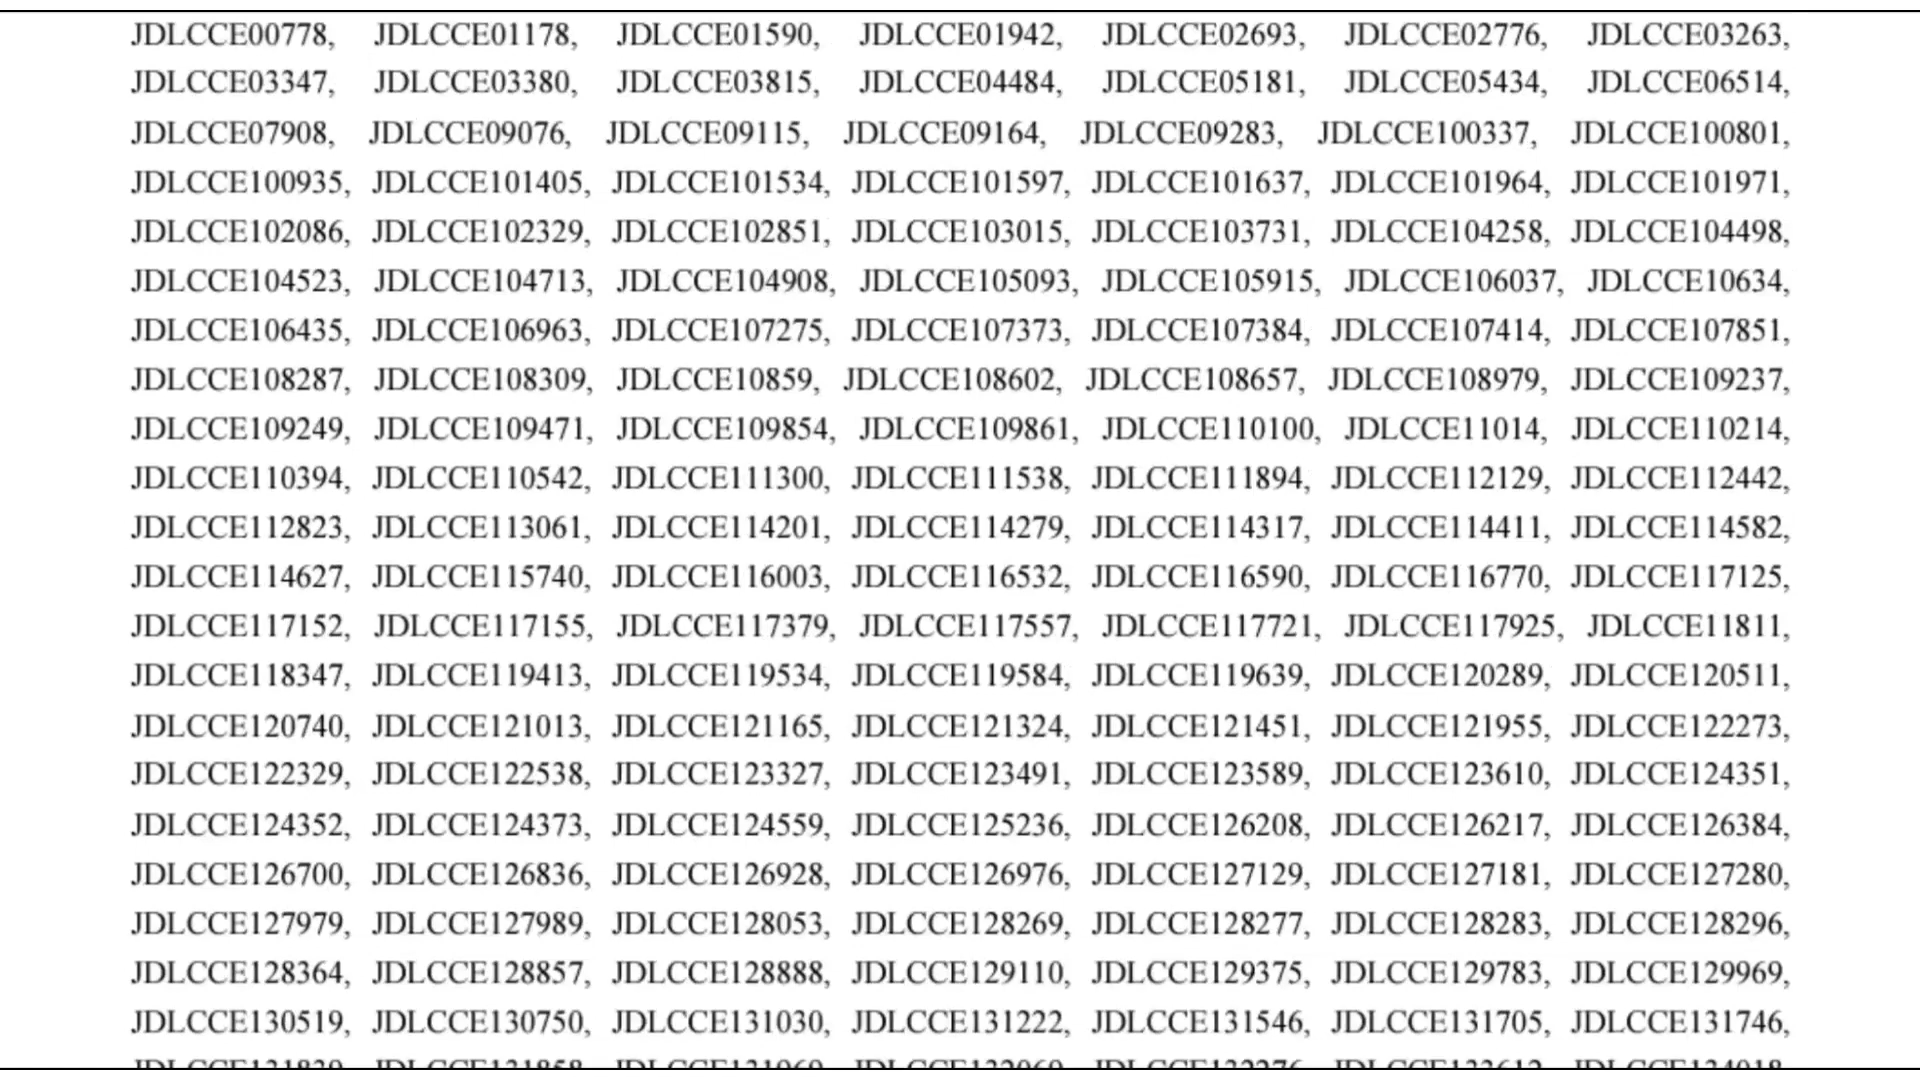 JDLCCE00778, JDLCCE01178, JDLCCE01590, JDLCCE01942, JDLCCE02693, JDLCCE02776, JDLCCE03263,
JDLCCE03347, JDLCCE03380, JDLCCE03815, JDLCCE04484, JDLCCE05181, JDLCCE05434, JDLCCE06514,
JDLCCE07908, JDLCCE09076, JDLCCE09115, JDLCCE09164, JDLCCE09283, JDLCCE100337, JDLCCE100801,
JDLCCE100935, JDLCCE101405, JDLCCE101534, JDLCCE101597, JDLCCE101637, JDLCCE101964, JDLCCE101971,
JDLCCE102086, JDLCCE102329, JDLCCE102851, JDLCCE103015, JDLCCE103731, JDLCCE104258, JDLCCE104498,
JDLCCE104523, JDLCCE104713, JDLCCE104908, JDLCCE105093, JDLCCE105915, JDLCCE106037, JDLCCE10634,
JDLCCE106435, JDLCCE106963, JDLCCE107275, JDLCCE107373, JDLCCE107384, JDLCCE107414, JDLCCE107851,
JDLCCE108287, JDLCCE108309, JDLCCE10859, JDLCCE108602, JDLCCE108657, JDLCCE108979, JDLCCE109237,
JDLCCE109249, JDLCCE109471, JDLCCE109854, JDLCCE109861, JDLCCE110100, JDLCCE11014, JDLCCE110214,
JDLCCE110394, JDLCCE110542, JDLCCE111300, JDLCCE111538, JDLCCE111894, JDLCCE112129, JDLCCE112442,
JDLCCE112823, JDLCCE113061, JDLCCE114201, JDLCCE114279, JDLCCE114317, JDLCCE114411, JDLCCE114582,
JDLCCE114627, JDLCCE115740, JDLCCE116003, JDLCCE116532, JDLCCE116590, JDLCCE116770, JDLCCE117125,
JDLCCE117152, JDLCCE117155, JDLCCE117379, JDLCCE117557, JDLCCE117721, JDLCCE117925, JDLCCE11811,
JDLCCE118347, JDLCCE119413, JDLCCE119534, JDLCCE119584, JDLCCE119639, JDLCCE120289, JDLCCE120511,
JDLCCE120740, JDLCCE121013, JDLCCE121165, JDLCCE121324, JDLCCE121451, JDLCCE121955, JDLCCE122273,
JDLCCE122329, JDLCCE122538, JDLCCE123327, JDLCCE123491, JDLCCE123589, JDLCCE123610, JDLCCE124351,
JDLCCE124352, JDLCCE124373, JDLCCE124559, JDLCCE125236, JDLCCE126208, JDLCCE126217, JDLCCE126384,
JDLCCE126700, JDLCCE126836, JDLCCE126928, JDLCCE126976, JDLCCE127129, JDLCCE127181, JDLCCE127280,
JDLCCE127979, JDLCCE127989, JDLCCE128053, JDLCCE128269, JDLCCE128277, JDLCCE128283, JDLCCE128296,
JDLCCE128364, JDLCCE128857, JDLCCE128888, JDLCCE129110, JDLCCE129375, JDLCCE129783, JDLCCE129969,
JDLCCE130519, JDLCCE130750, JDLCCE131030, JDLCCE131222, JDLCCE131546, JDLCCE131705, JDLCCE131746,